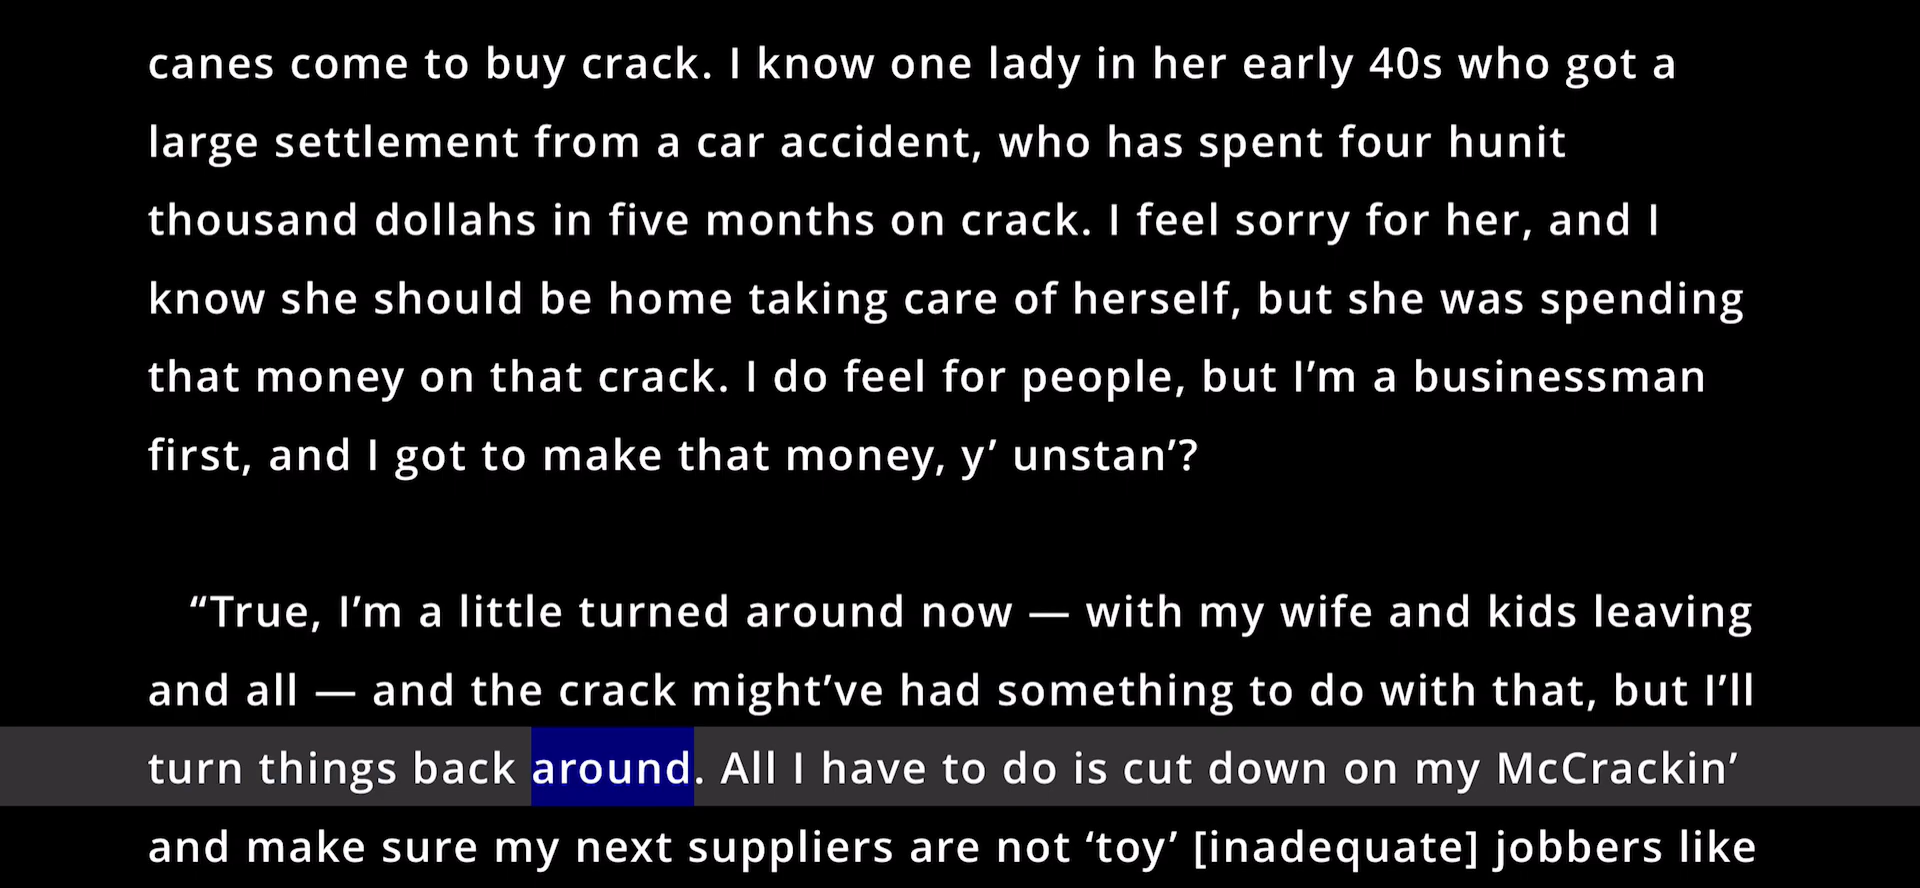 canes come to buy crack. I know one lady in her early 40s who got a
large settlement from a car accident, who has spent four hunit
thousand dollahs in five months on crack. I feel sorry for her, and I
know she should be home taking care of herself, but she was spending
that money on that crack. I do feel for people, but I’m a businessman
first, and I got to make that money, y’ unstan’?
“True, I’m a little turned around now — with my wife and kids leaving
and all — and the crack might’ve had something to do with that, but I’ll
turn things back around. All I have to do is cut down on my McCrackin’
and make sure my next suppliers are not ‘toy’ [inadequate] jobbers like